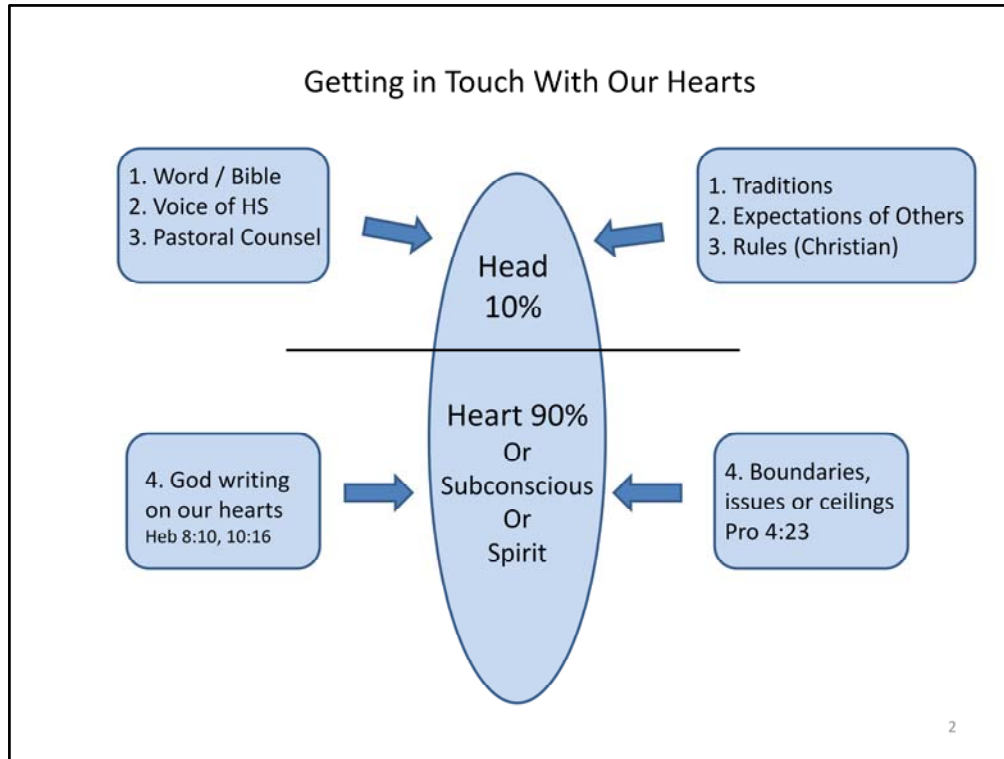 Getting in Touch With Our Hearts
1. Word / Bible
2. Voice of HS
3. Pastoral Counsel
1. Traditions
2. Expectations of Others
3. Rules (Christian)
Head
10%
Heart 90%
Or
Subconscious
Or
Spirit
4. God writing
on our hearts
Heb 8:10, 10:16
4. Boundaries,
issues or ceilings
Pro 4:23
2